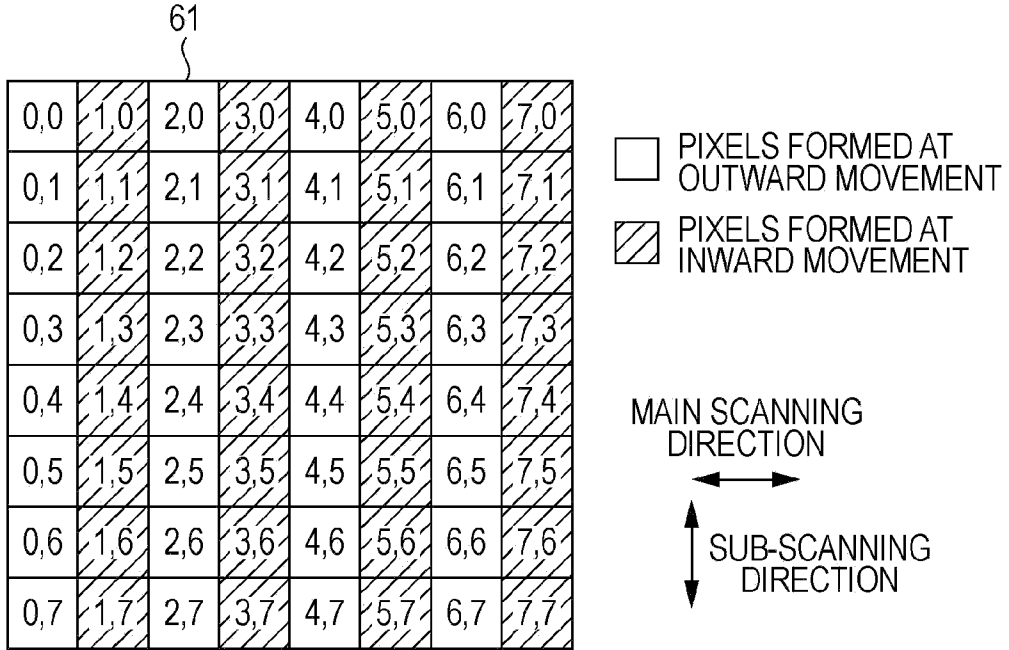 61
0,0 1,0 2,0 3,0 4,0 5,0 6,0 7,0
0,1 1,1 2,1 3,1 4,1 5,1 6,1 7,1
0,2 1,2 2,2 3,2 4,2 5,2 6,2 7,2
0,3 1,3 2,3 3,3 4,3 5,3 6,3 7,3
0,4 1,4 2,4 3,4 4,4 5,4 6,4 7,4
0,5 1,5 2,5 3,5 4,5 5,5 6,5 7,5
0,6 1,6 2,6 3,6 4,6 5,6 6,6 7,6
0,7 1,7 2,7 3,7 4,7 5,7 6,7 7,7
PIXELS FORMED AT
OUTWARD MOVEMENT
PIXELS FORMED AT
INWARD MOVEMENT
MAIN SCANNING
DIRECTION
SUB-SCANNING
DIRECTION